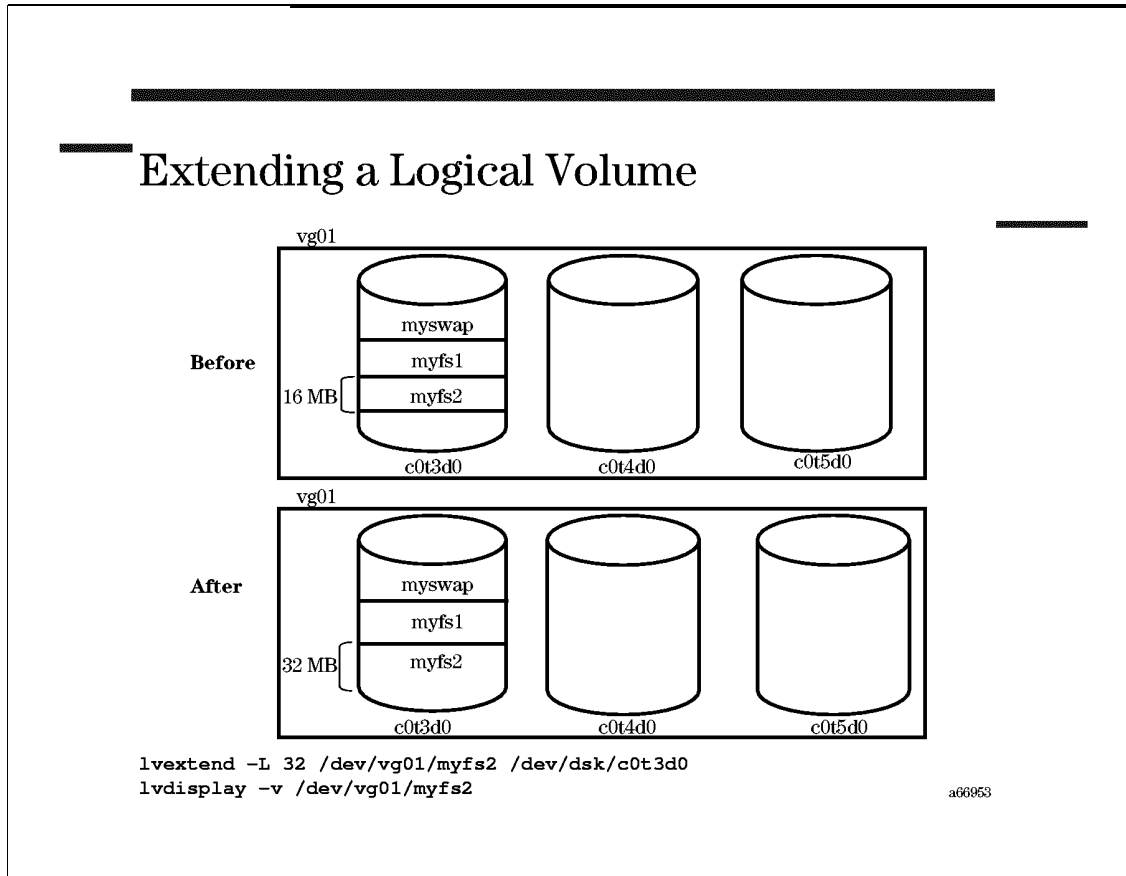 Extending a Logical Volume
vg01
Before
myswap
myfs1
16 MB
myfs2
c0t3d0
c0t4d0
c0t5d0
vg01
After
myswap
myfs1
32 MB
myfs2
c0t3d0
c0t4d0
c0t5d0
lvextend –L 32 /dev/vg01/myfs2 /dev/dsk/c0t3d0
lvdisplay –v /dev/vg01/myfs2
a66953